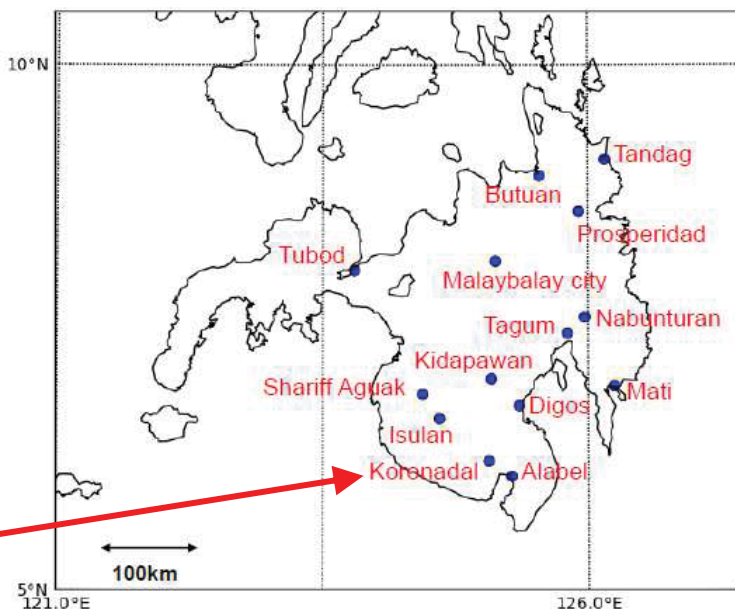 10°N
Tandag
Butuan
Prosperidad
Tubod
Malaybalay city
Nabunturan
Tagum
Kidapawan
Shariff Aguak
Mati
Digos
Isulan
Koronadal
Alabel
100km
5°N
121.0°E
126.0°E